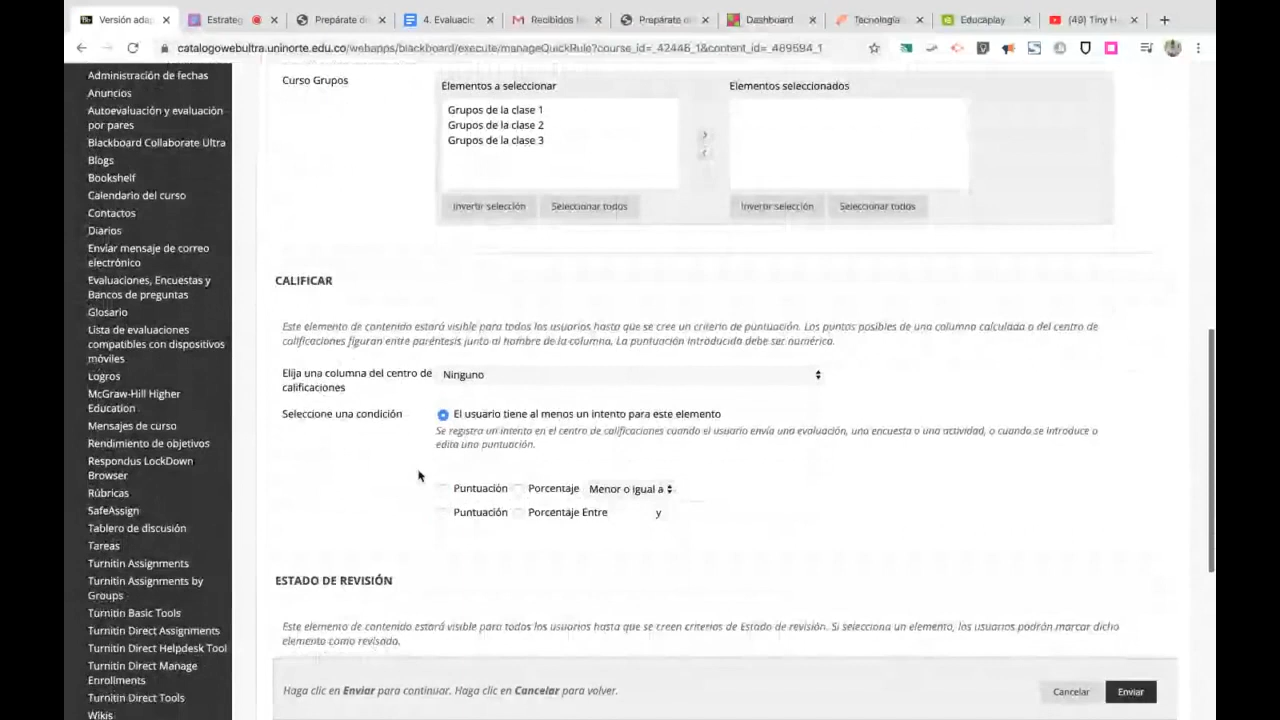 Versión adap
Estrateg
Prepárate d
4. Evaluacio
Recibidos
Prepárate d
Dashboard
Tecnología
Educaplay
(49) Tiny H
catalogowebultra.uninorte.edu.co/webapps/blackboard/execute/manageQuickRule?course_id=_42446_1&content_id=_469594_1
Administración de fechas
Anuncios
Autoevaluación y evaluación
por pares
Blackboard Collaborate Ultra
Blogs
Bookshelf
Calendario del curso
Contactos
Diarios
Enviar mensaje de correo
electrónico
Evaluaciones, Encuestas y
Bancos de preguntas
Glosario
Lista de evaluaciones
compatibles con dispositivos
móviles
Logros
McGraw-Hill Higher
Education
Mensajes de curso
Rendimiento de objetivos
Respondus LockDown
Browser
Rúbricas
SafeAssign
Tablero de discusión
Tareas
Turnitin Assignments
Turnitin Assignments by
Groups
Turnitin Basic Tools
Turnitin Direct Assignments
Turnitin Direct Helpdesk Tool
Turnitin Direct Manage
Enrollments
Turnitin Direct Tools
Wikis
Curso Grupos
Elementos a seleccionar
Elementos seleccionados
Grupos de la clase 1
Grupos de la clase 2
Grupos de la clase 3
Invertir selección
Seleccionar todos
Invertir selección
Seleccionar todos
CALIFICAR
Este elemento de contenido estará visible para todos los usuarios hasta que se cree un criterio de puntuación. Los puntos posibles de una columna calculada o del centro de
calificaciones figuran entre paréntesis junto al nombre de la columna. La puntuación introducida debe ser numérica.
Elija una columna del centro de
calificaciones
Ninguno
Seleccione una condición
El usuario tiene al menos un intento para este elemento
Se registra un intento en el centro de calificaciones cuando el usuario envía una evaluación, una encuesta o una actividad, o cuando se introduce o
edita una puntuación.
Puntuación Porcentaje Menor o igual a
Puntuación Porcentaje Entre y
ESTADO DE REVISIÓN
Este elemento de contenido estará visible para todos los usuarios hasta que se creen criterios de Estado de revisión. Si selecciona un elemento, los usuarios podrán marcar dicho
elemento como revisado.
Haga clic en Enviar para continuar. Haga clic en Cancelar para volver.
Cancelar
Enviar